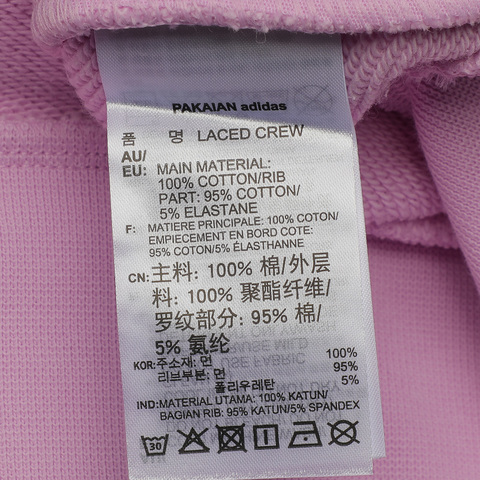 PAKAIAN adidas
품 명 LACED CREW
AU/
EU: MAIN MATERIAL:
100% COTTON/RIB
PART: 95% COTTON/
5% ELASTANE
F: MATIERE PRINCIPALE: 100% COTON/
EMPIECEMENT EN BORD COTE:
95% COTON/5% ÉLASTHANNE
CN: 主料: 100% 棉/外层
料: 100% 聚酯纤维/
罗纹部分: 95% 棉/
5% 氨纶
KOR: 주소재: 면 100%
리브부분: 면 95%
폴리우레탄 5%
IND: MATERIAL UTAMA: 100% KATUN/
BAGIAN RIB: 95% KATUN/5% SPANDEX
30